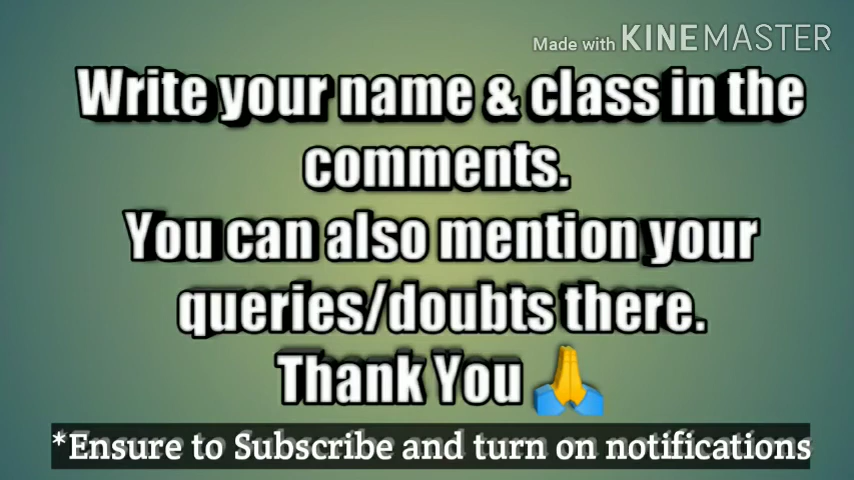 Made with KINEMASTER
Write your name & class in the
comments.
You can also mention your
queries/doubts there.
Thank You 🙏
*Ensure to Subscribe and turn on notifications